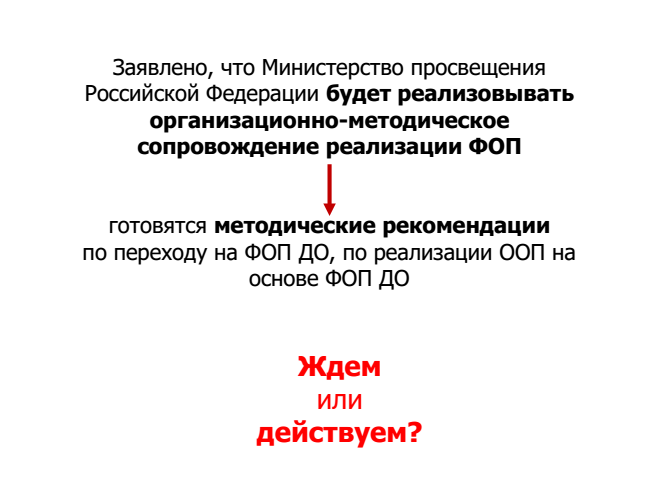 Заявлено, что Министерство просвещения
Российской Федерации будет реализовывать
организационно-методическое
сопровождение реализации ФОП
готовятся методические рекомендации
по переходу на ФОП ДО, по реализации ООП на
основе ФОП ДО
Ждем
или
действуем?